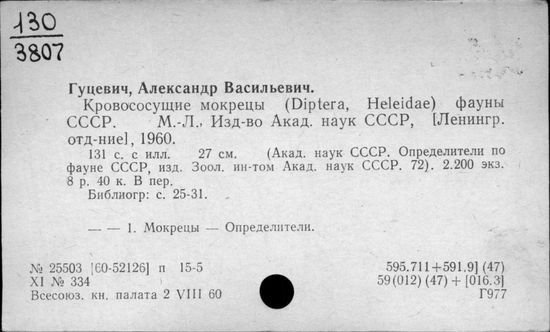 130
3807
Гуцевич, Александр Васильевич.
Кровососущие мокрецы (Diptera, Heleidae) фауны
СССР. М.-Л., Изд-во Акад. наук СССР, [Ленингр.
отд-ние], 1960.
131 с. с илл. 27 см. (Акад. наук СССР. Определители по
фауне СССР, изд. Зоол. ин-том Акад. наук СССР. 72). 2.200 экз.
8 р. 40 к. В пер.
Библиогр: с. 25-31.
— — 1. Мокрецы — Определители.
№ 25503 [60-52126] п 15-5 595.711+591.9] (47)
XI № 334 59(012) (47) + [016.3]
Всесоюз. кн. палата 2 VIII 60 Г977